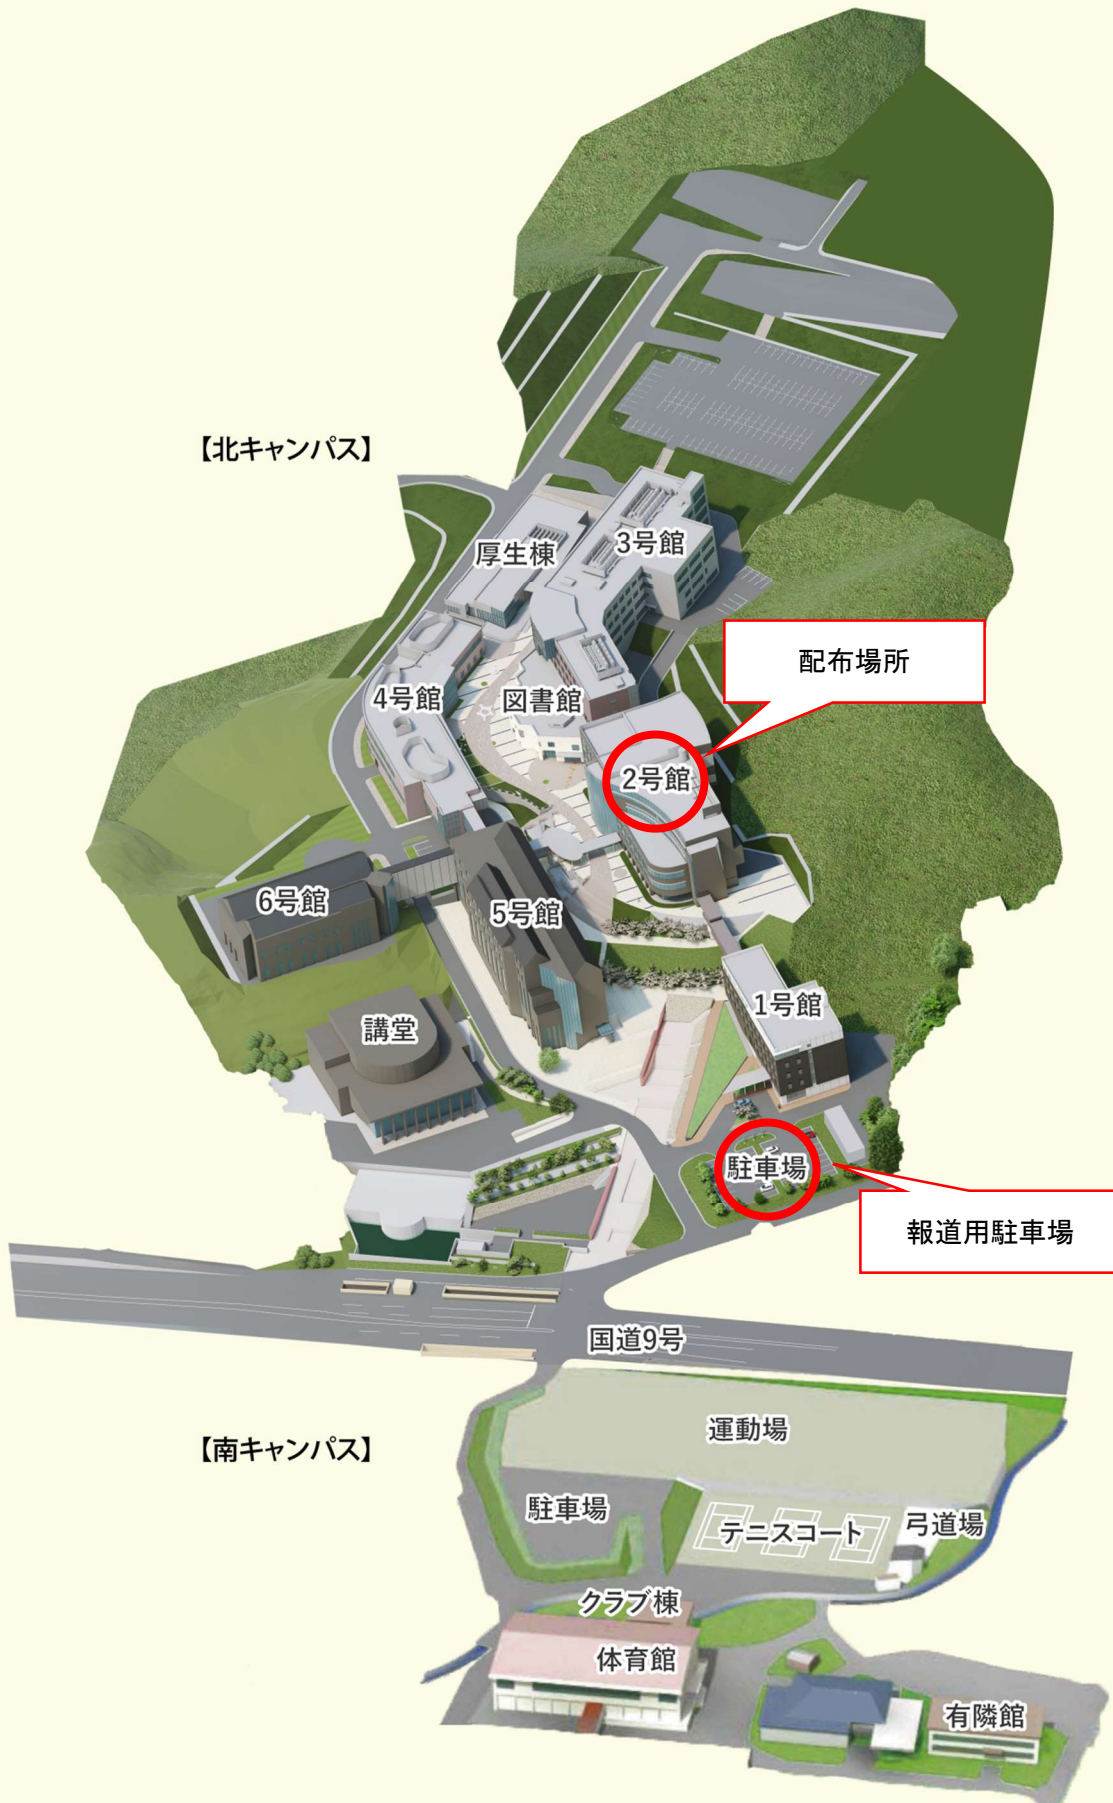 【北キャンパス】
厚生棟
3号館
配布場所
4号館
図書館
2号館
6号館
5号館
1号館
講堂
駐車場
報道用駐車場
国道9号
【南キャンパス】
運動場
駐車場
テニスコート
弓道場
クラブ棟
体育館
有隣館